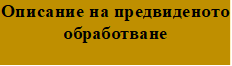 Описание на предвиденото
обработване